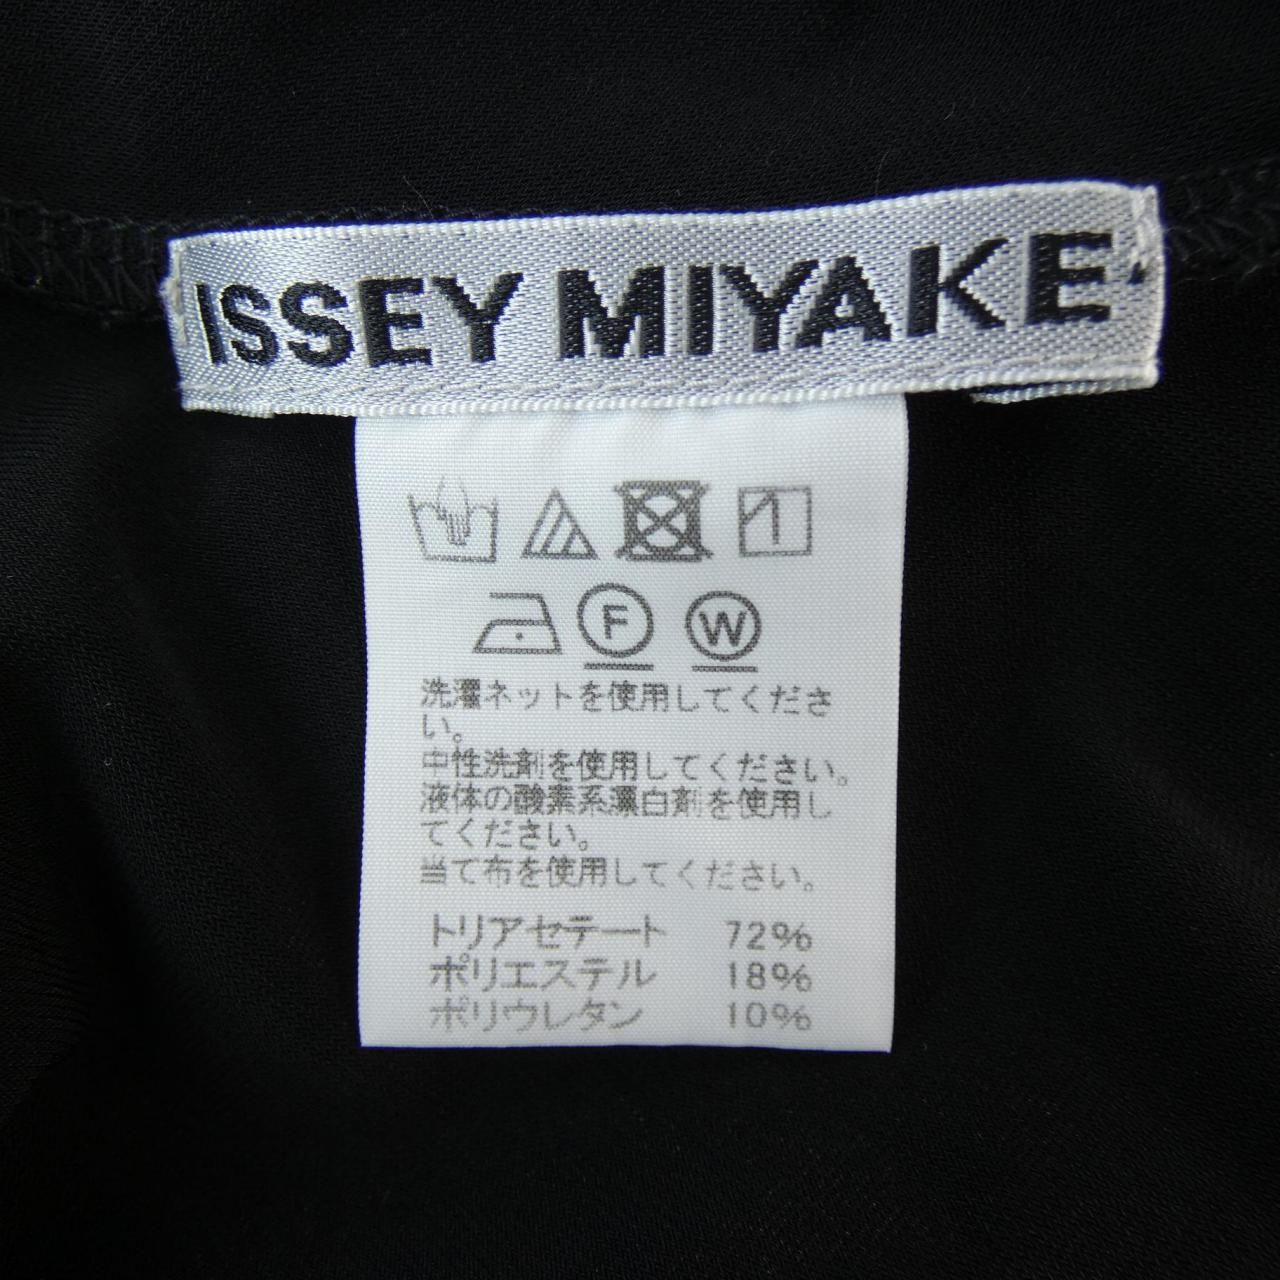 ISSEY MIYAKE
F W
洗濯ネットを使用してくださ
い。
中性洗剤を使用してください。
液体の酸素系漂白剤を使用し
てください。
当て布を使用してください。
トリアセテート 72%
ポリエステル 18%
ポリウレタン 10%